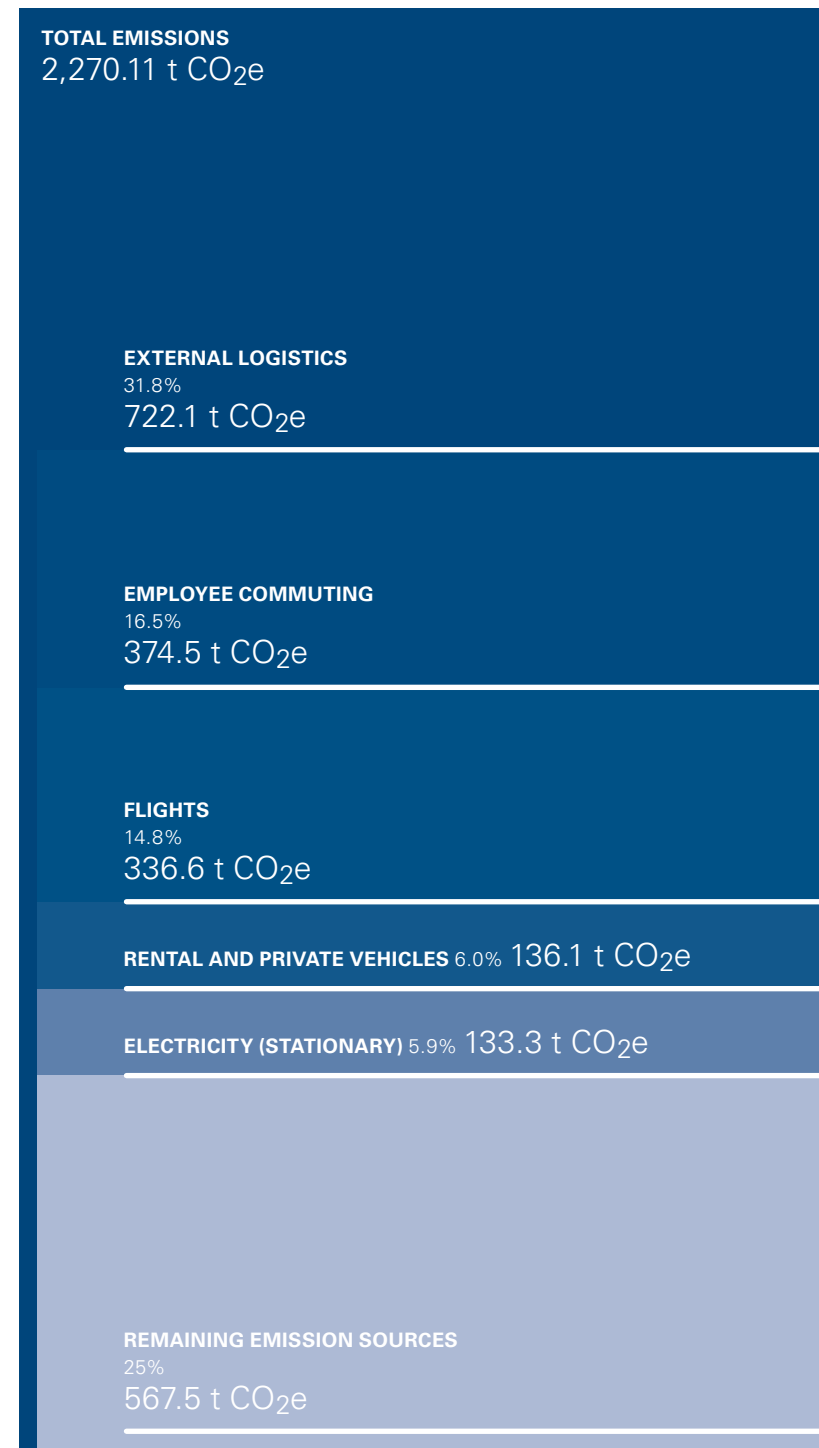 TOTAL EMISSIONS
2,270.11 t CO₂e
EXTERNAL LOGISTICS
31.8%
722.1 t CO₂e
EMPLOYEE COMMUTING
16.5%
374.5 t CO₂e
FLIGHTS
14.8%
336.6 t CO₂e
RENTAL AND PRIVATE VEHICLES 6.0% 136.1 t CO₂e
ELECTRICITY (STATIONARY) 5.9% 133.3 t CO₂e
REMAINING EMISSION SOURCES
25%
567.5 t CO₂e